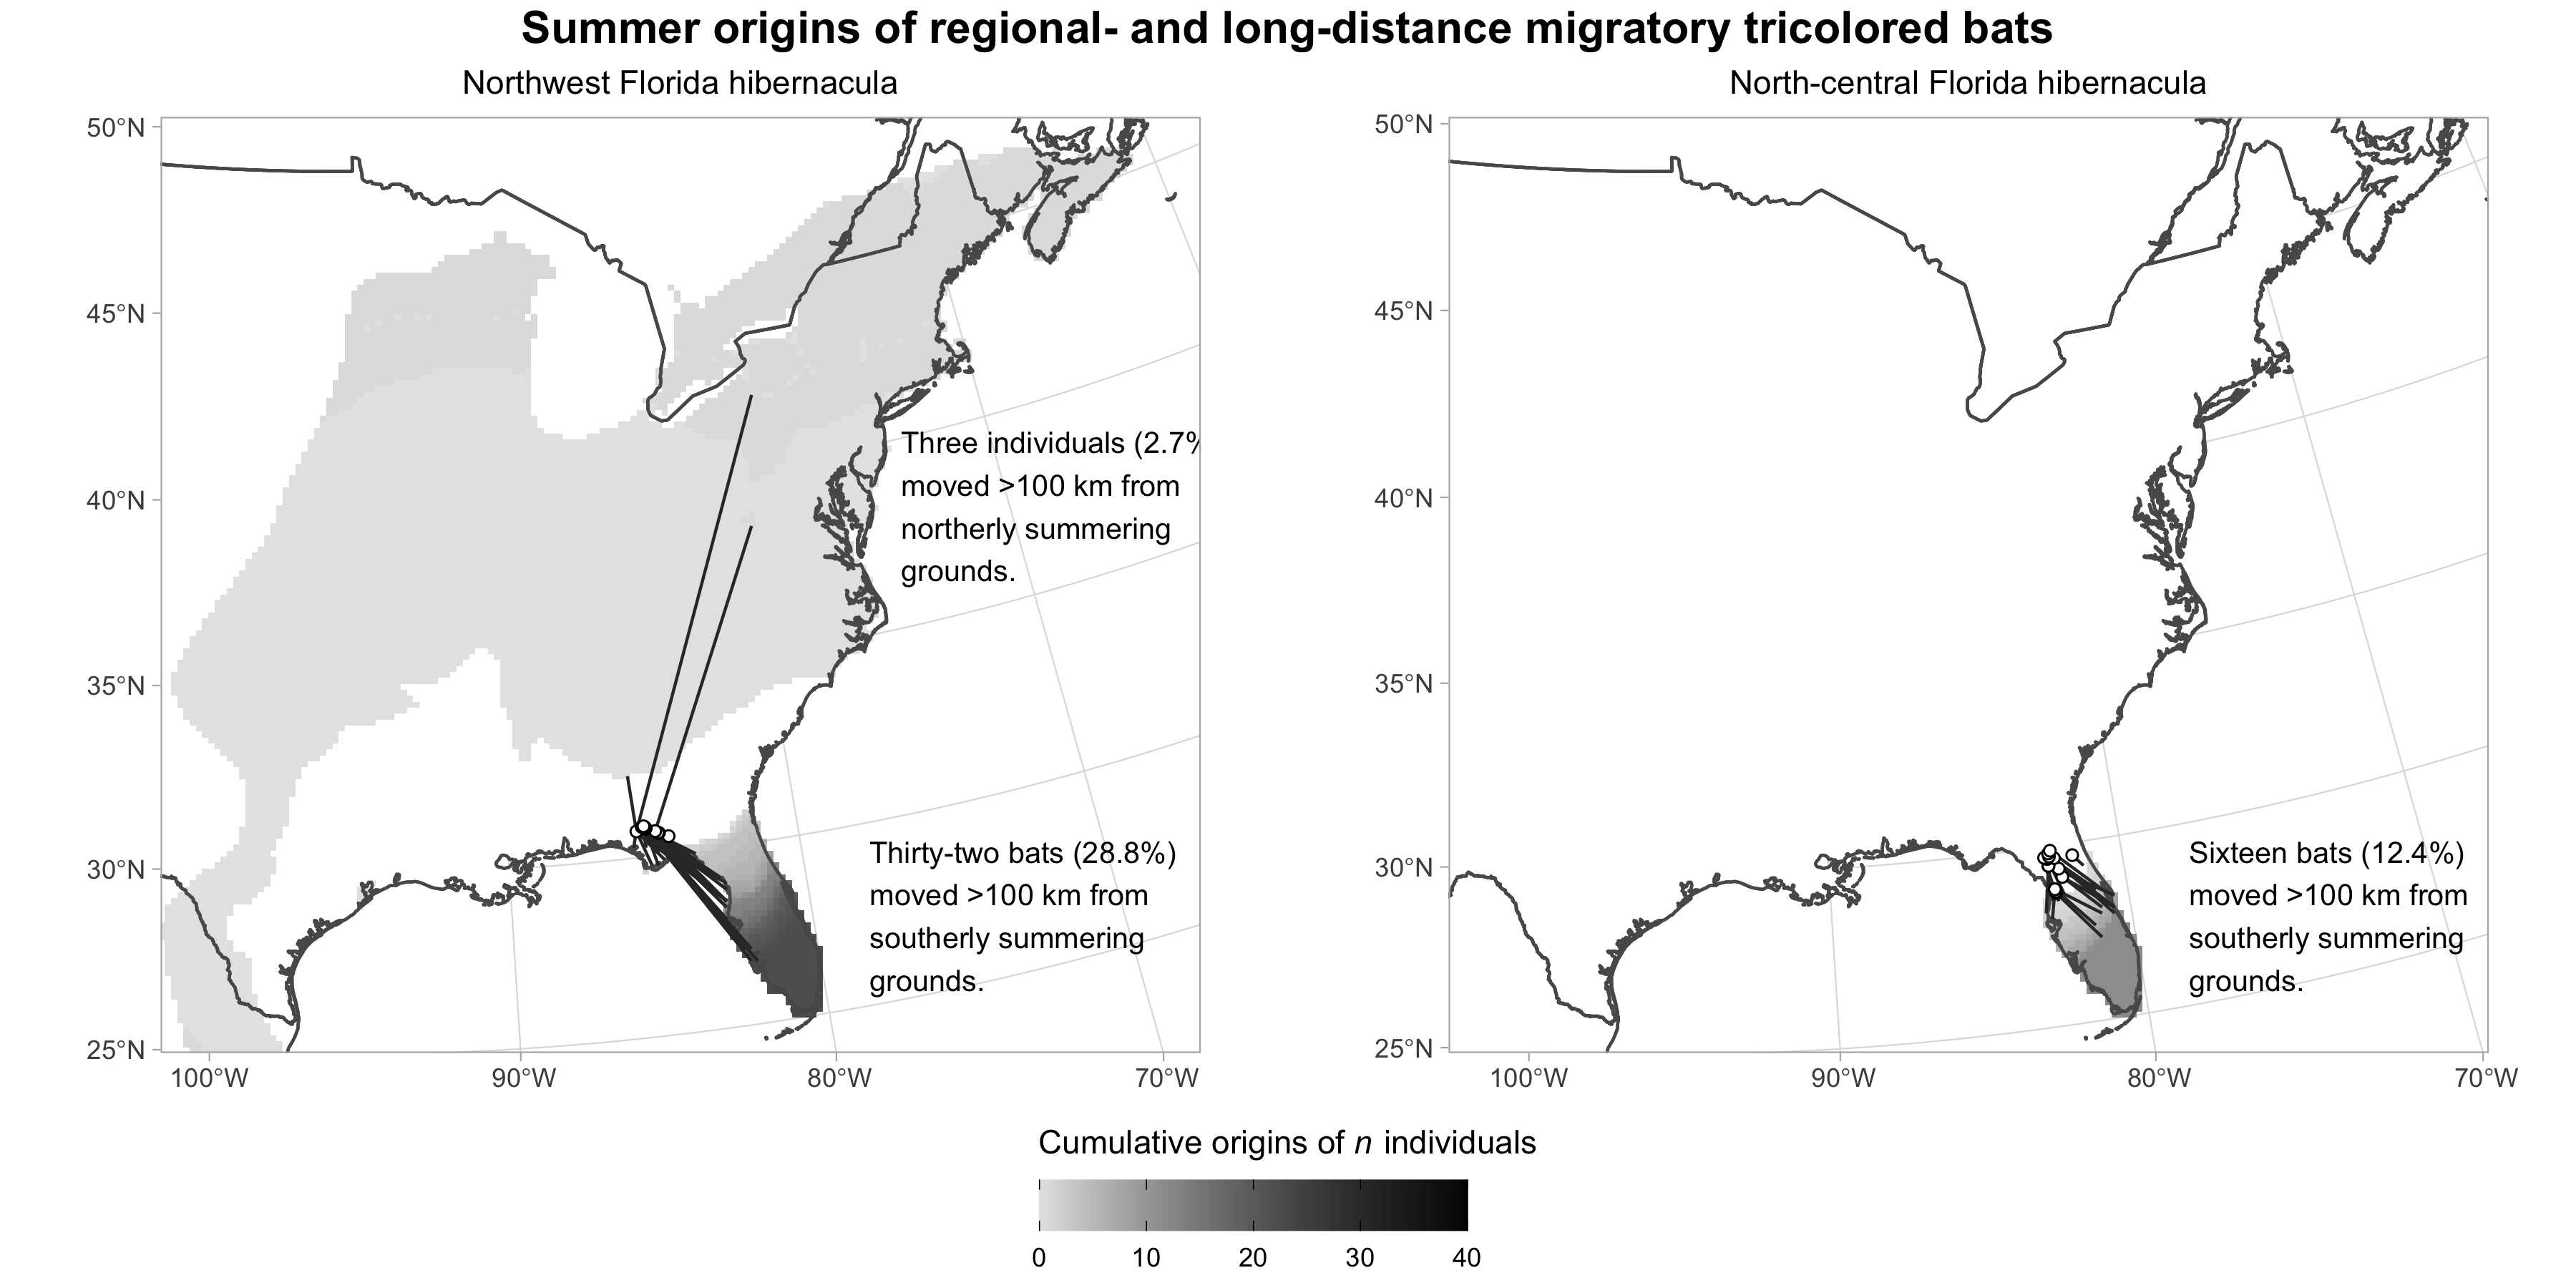 Summer origins of regional- and long-distance migratory tricolored bats
Northwest Florida hibernacula
50°N
45°N
40°N
35°N
30°N
25°N
100°W
90°W
80°W
70°W
Three individuals (2.7%
moved >100 km from
northerly summering
grounds.
Thirty-two bats (28.8%)
moved >100 km from
southerly summering
grounds.
North-central Florida hibernacula
50°N
45°N
40°N
35°N
30°N
25°N
100°W
90°W
80°W
70°W
Sixteen bats (12.4%)
moved >100 km from
southerly summering
grounds.
Cumulative origins of n individuals
0 10 20 30 40